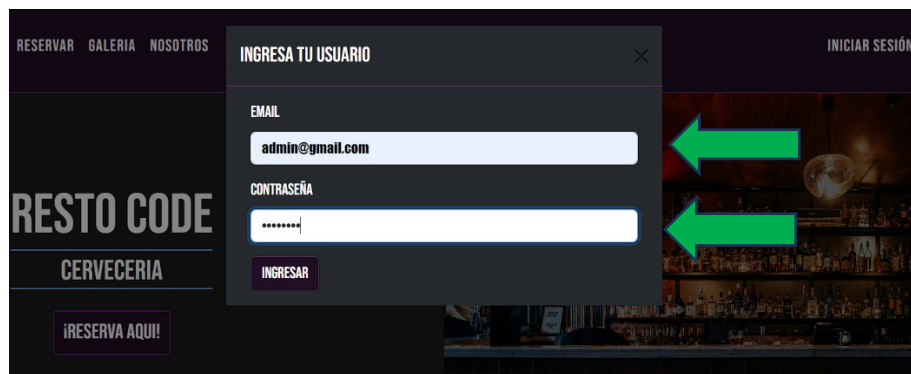 RESERVAR GALERIA NOSOTROS
INICIAR SESIÓN
INGRESA TU USUARIO
EMAIL
admin@gmail.com
CONTRASEÑA
••••••••
INGRESAR
RESTO CODE
CERVECERIA
¡RESERVA AQUI!